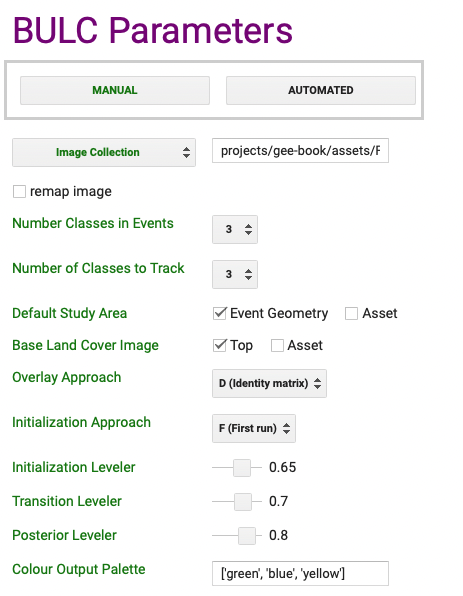 BULC Parameters
MANUAL AUTOMATED
Image Collection projects/gee-book/assets/F
remap image
Number Classes in Events 3
Number of Classes to Track 3
Default Study Area Event Geometry Asset
Base Land Cover Image Top Asset
Overlay Approach D (Identity matrix)
Initialization Approach F (First run)
Initialization Leveler 0.65
Transition Leveler 0.7
Posterior Leveler 0.8
Colour Output Palette ['green', 'blue', 'yellow']